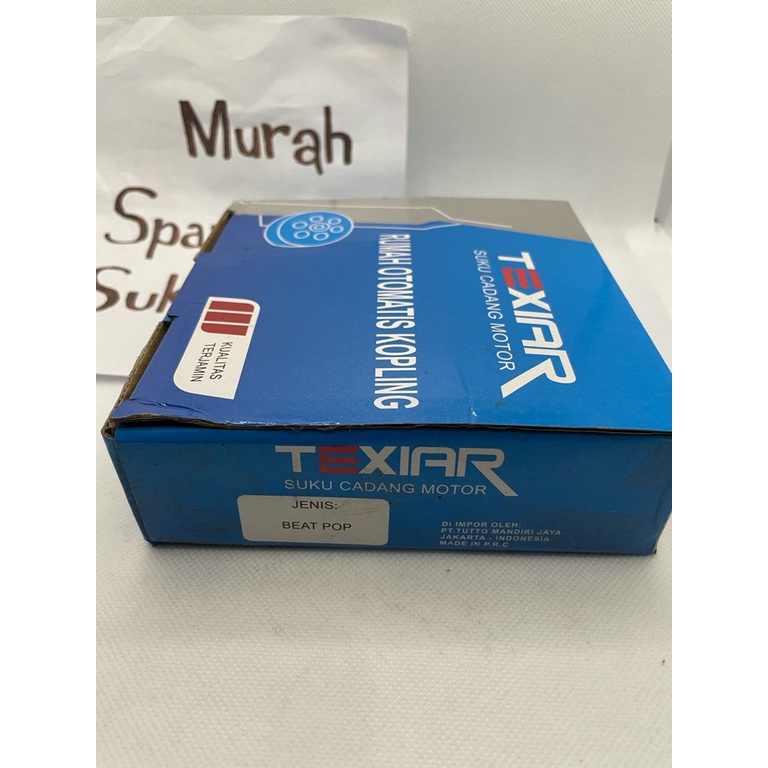 Murah
TEXIAR
SUKU CADANG MOTOR
RUMAH OTOMATIS KOPLING
KUALITAS
TERJAMIN
TEXIAR
SUKU CADANG MOTOR
JENIS:
BEAT POP
DI IMPOR OLEH:
PT.TUTTO MANDIRI JAYA
JAKARTA - INDONESIA
MADE IN P.R.C